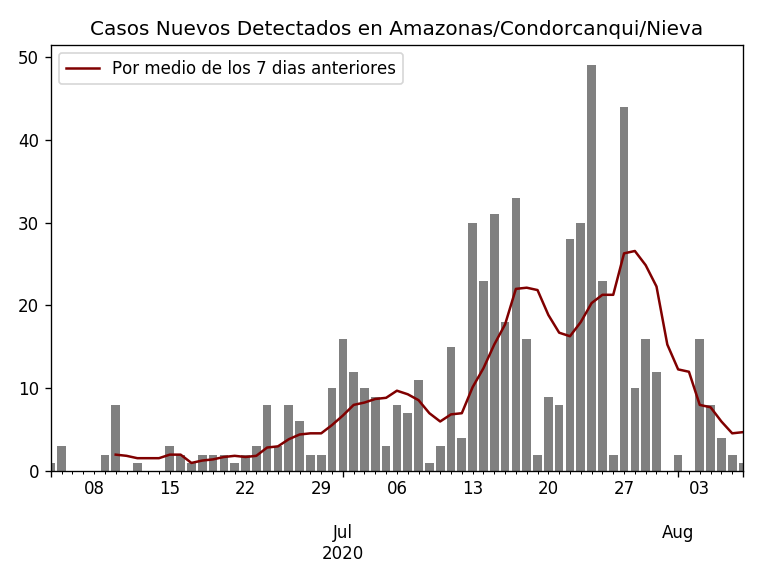 Casos Nuevos Detectados en Amazonas/Condorcanqui/Nieva
Por medio de los 7 dias anteriores
50
40
30
20
10
0
08 15 22 29 06 13 20 27 03
Jul Aug
2020